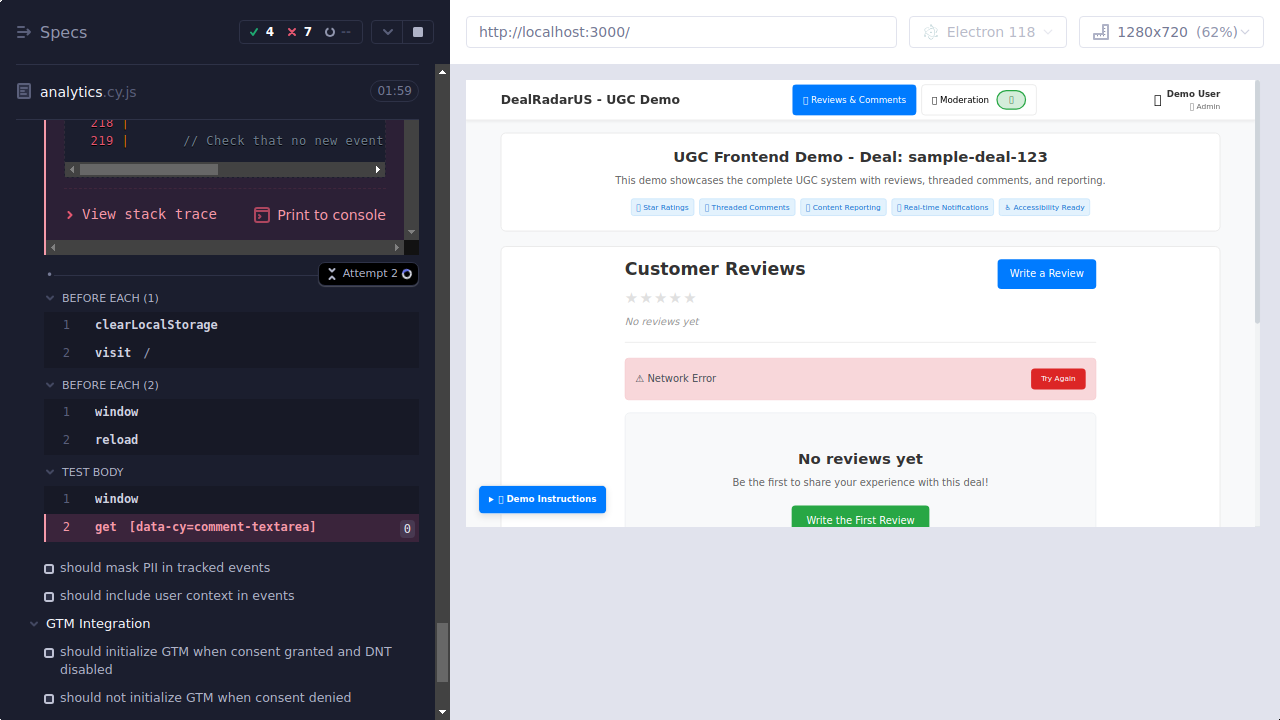 Specs
4 7 --
analytics.cy.js
01:59
218 |
219 | // Check that no new event
View stack trace
Print to console
Attempt 2
BEFORE EACH (1)
1 clearLocalStorage
2 visit /
BEFORE EACH (2)
1 window
2 reload
TEST BODY
1 window
2 get [data-cy=comment-textarea] 0
should mask PII in tracked events
should include user context in events
GTM Integration
should initialize GTM when consent granted and DNT
disabled
should not initialize GTM when consent denied
http://localhost:3000/
Electron 118
1280x720 (62%)
DealRadarUS - UGC Demo
Reviews & Comments
Moderation
Demo User
Admin
UGC Frontend Demo - Deal: sample-deal-123
This demo showcases the complete UGC system with reviews, threaded comments, and reporting.
Star Ratings
Threaded Comments
Content Reporting
Real-time Notifications
♿ Accessibility Ready
Customer Reviews
Write a Review
★★★★★
No reviews yet
⚠ Network Error
Try Again
No reviews yet
Be the first to share your experience with this deal!
Write the First Review
▸ Demo Instructions